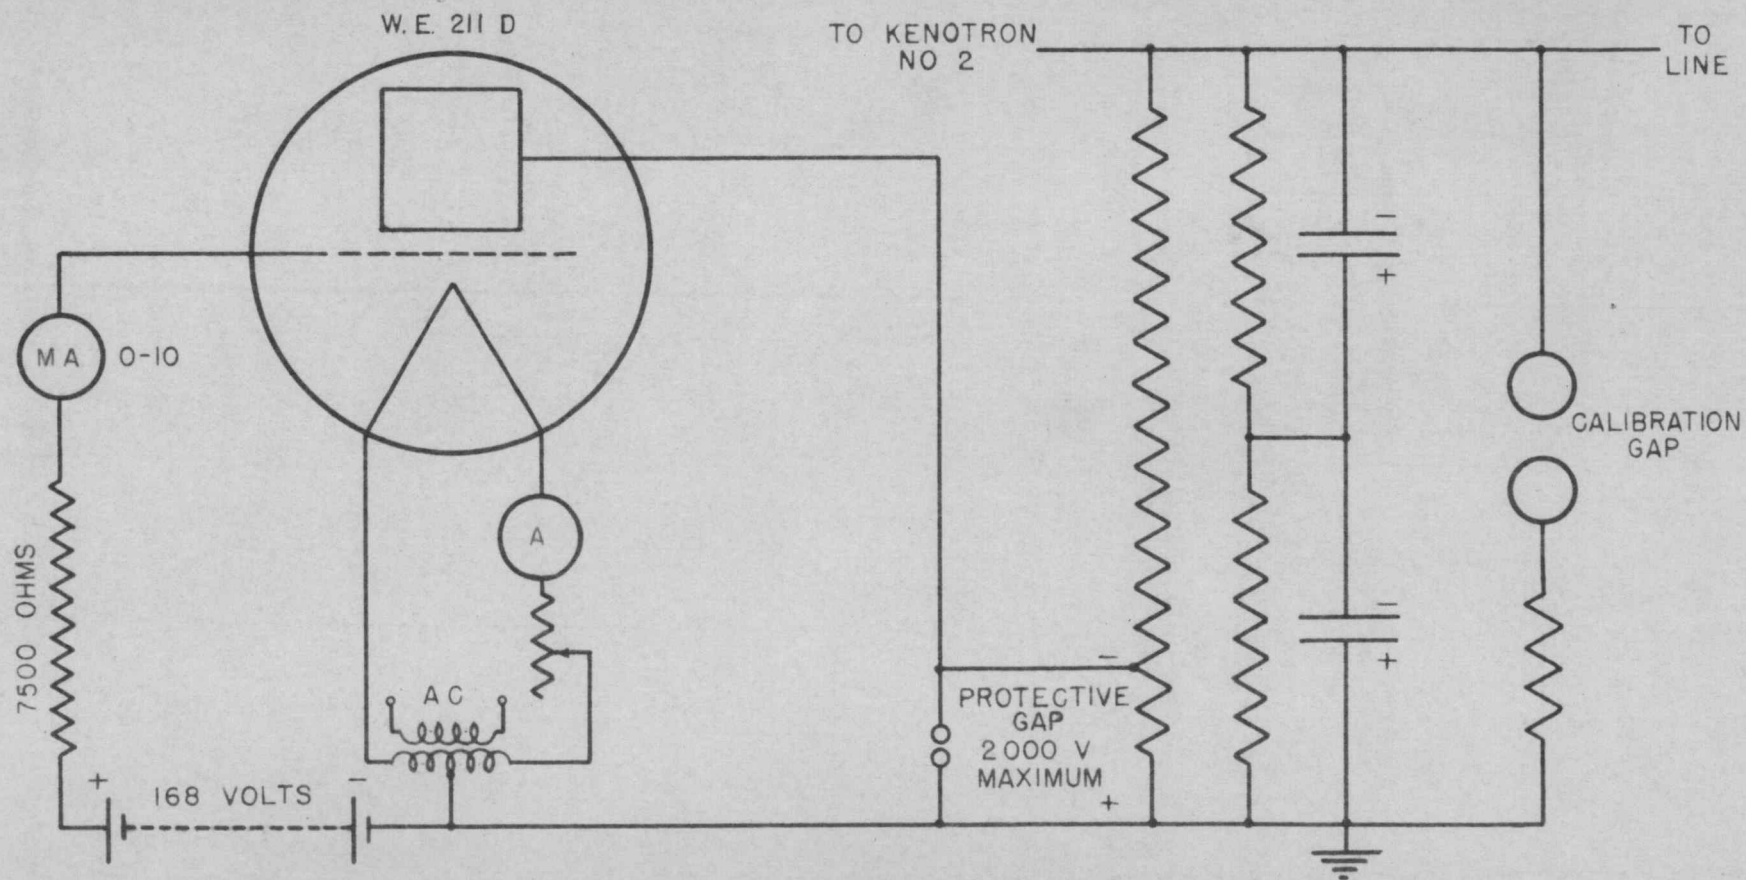 W.E. 211 D
TO KENOTRON
NO 2
TO
LINE
-
+
MA
0-10
CALIBRATION
GAP
A
7500 OHMS
-
+
-
AC
PROTECTIVE
GAP
2000 V
MAXIMUM
+
+
168 VOLTS
-